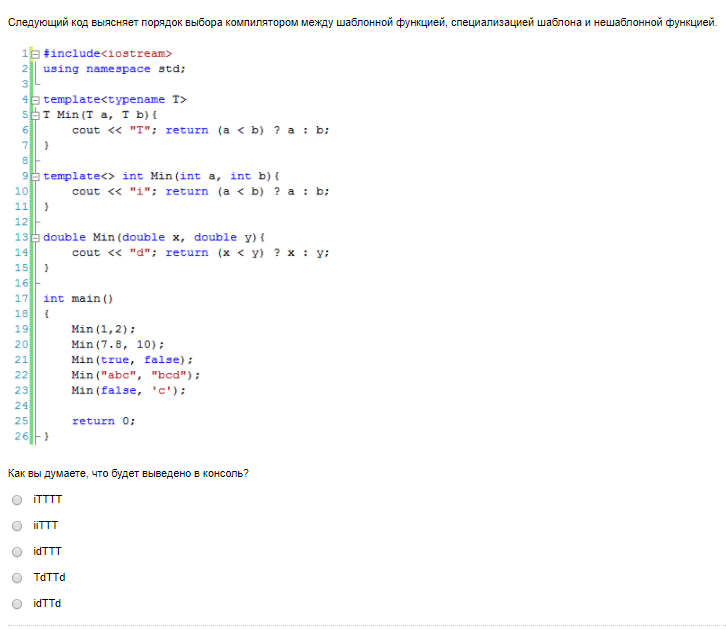 Следующий код выясняет порядок выбора компилятором между шаблонной функцией, специализацией шаблона и нешаблонной функцией.
1 #include<iostream>
2 using namespace std;
3
4 template<typename T>
5 T Min(T a, T b){
6 cout << "T"; return (a < b) ? a : b;
7 }
8
9 template<> int Min(int a, int b){
10 cout << "i"; return (a < b) ? a : b;
11 }
12
13 double Min(double x, double y){
14 cout << "d"; return (x < y) ? x : y;
15 }
16
17 int main()
18 {
19 Min(1,2);
20 Min(7.8, 10);
21 Min(true, false);
22 Min("abc", "bcd");
23 Min(false, 'c');
24
25 return 0;
26 }
Как вы думаете, что будет выведено в консоль?
iTTTT
iiTTT
idTTT
TdTTd
idTTd